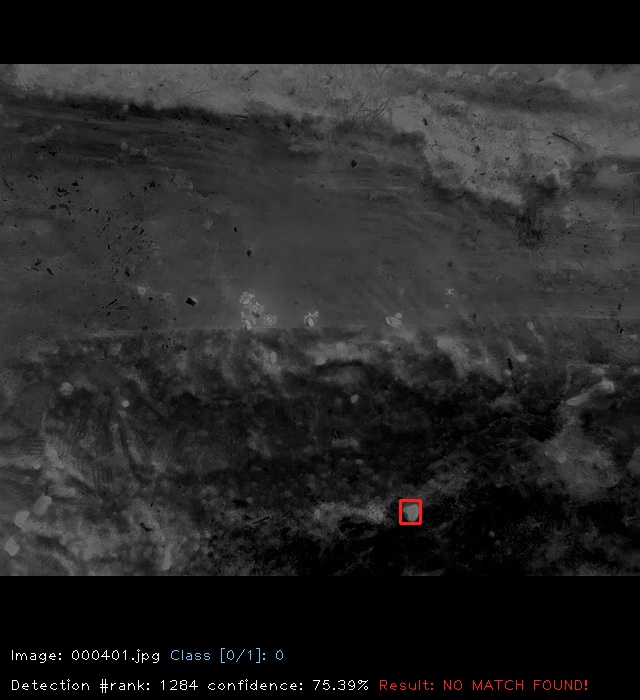 Image: 000401.jpg Class [0/1]: 0
Detection #rank: 1284 confidence: 75.39% Result: NO MATCH FOUND!